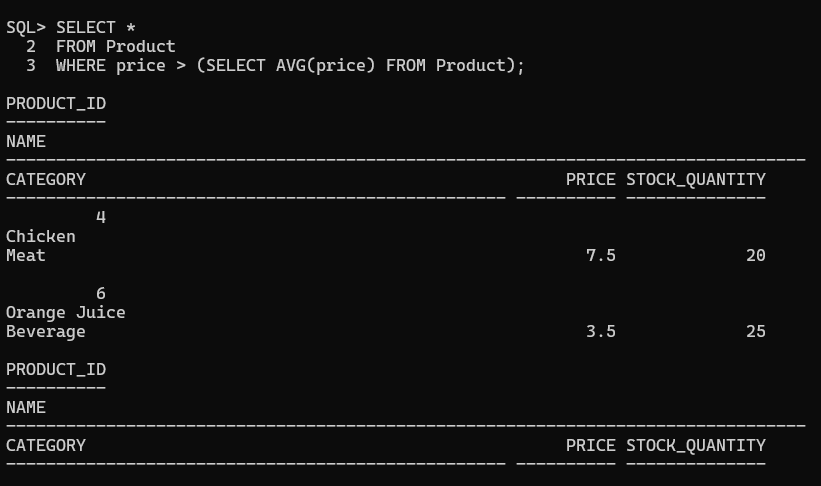 SQL> SELECT *
  2  FROM Product
  3  WHERE price > (SELECT AVG(price) FROM Product);
PRODUCT_ID
----------
NAME
--------------------------------------------------------------------------------
CATEGORY                                                PRICE STOCK_QUANTITY
-------------------------------------------------- ---------- --------------
         4
Chicken
Meat                                                      7.5             20
         6
Orange Juice
Beverage                                                  3.5             25
PRODUCT_ID
----------
NAME
--------------------------------------------------------------------------------
CATEGORY                                                PRICE STOCK_QUANTITY
-------------------------------------------------- ---------- --------------